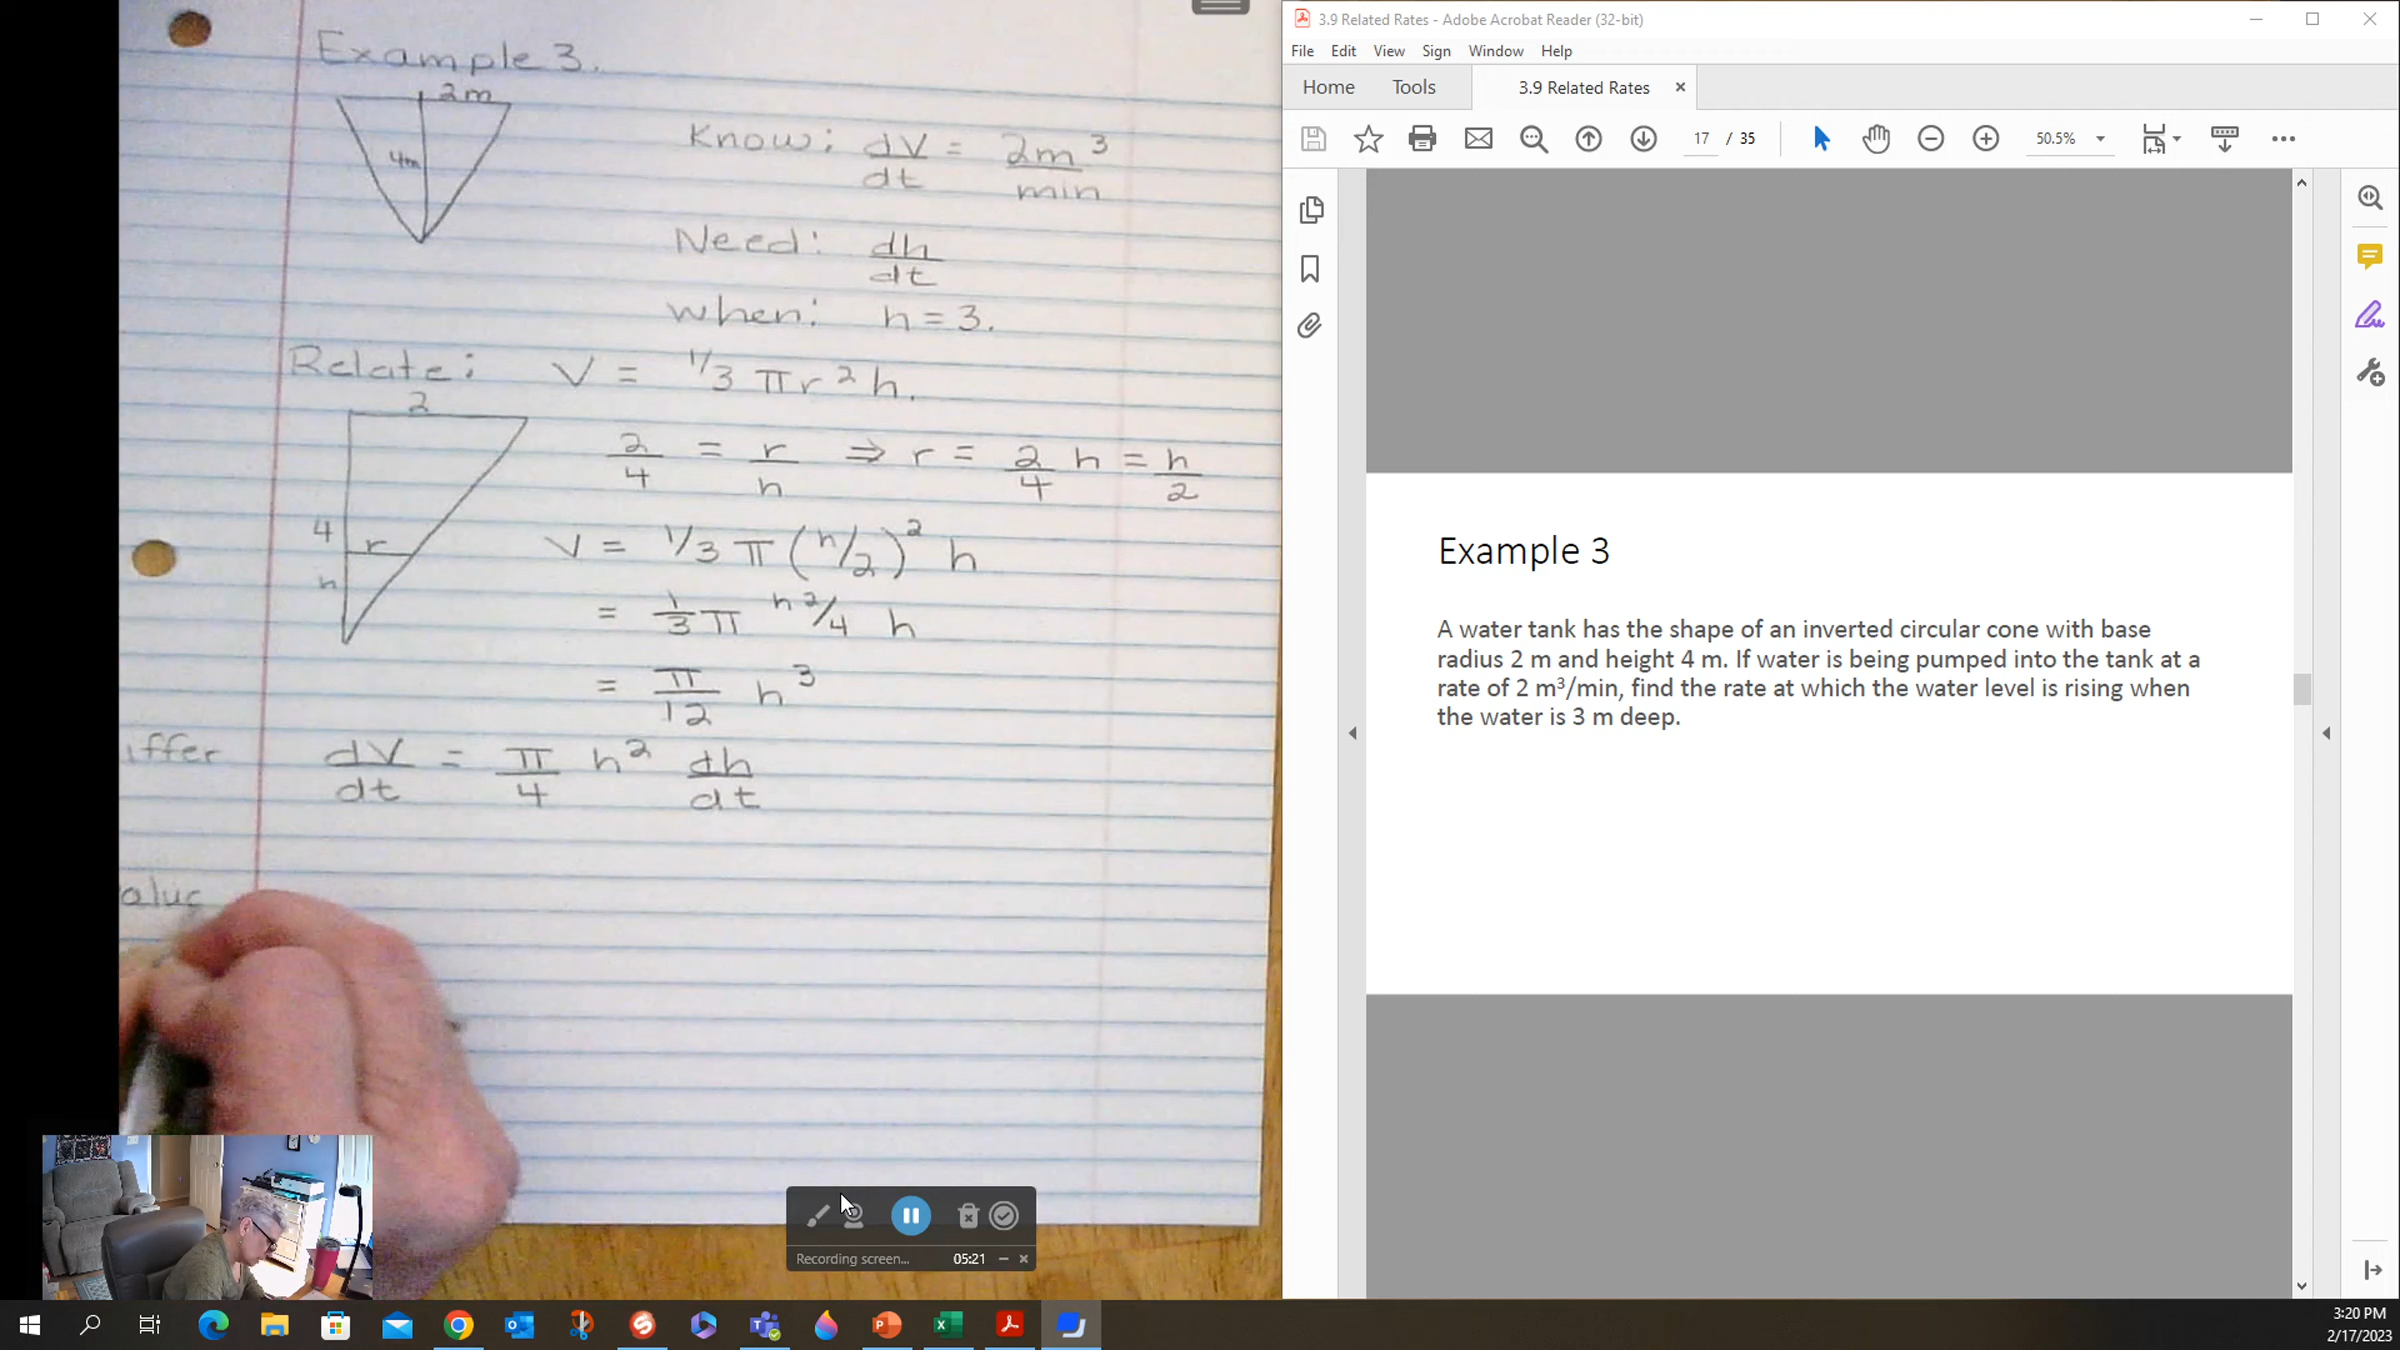 Example 3.
2m
4m
Know: dV/dt = 2m³/min
Need: dh/dt
when: h = 3.
Relate: V = 1/3 πr²h.
2
2/4 = r/h ⇒ r = 2/4 h = h/2
4
r
h
V = 1/3 π (h/2)² h
= 1/3 π h²/4 h
= π/12 h³
iffer dV/dt = π/4 h² dh/dt
aluc
Recording screen... 05:21
3.9 Related Rates - Adobe Acrobat Reader (32-bit)
File Edit View Sign Window Help
Home Tools 3.9 Related Rates ×
17 / 35 50.5%
Example 3
A water tank has the shape of an inverted circular cone with base
radius 2 m and height 4 m. If water is being pumped into the tank at a
rate of 2 m³/min, find the rate at which the water level is rising when
the water is 3 m deep.
3:20 PM
2/17/2023